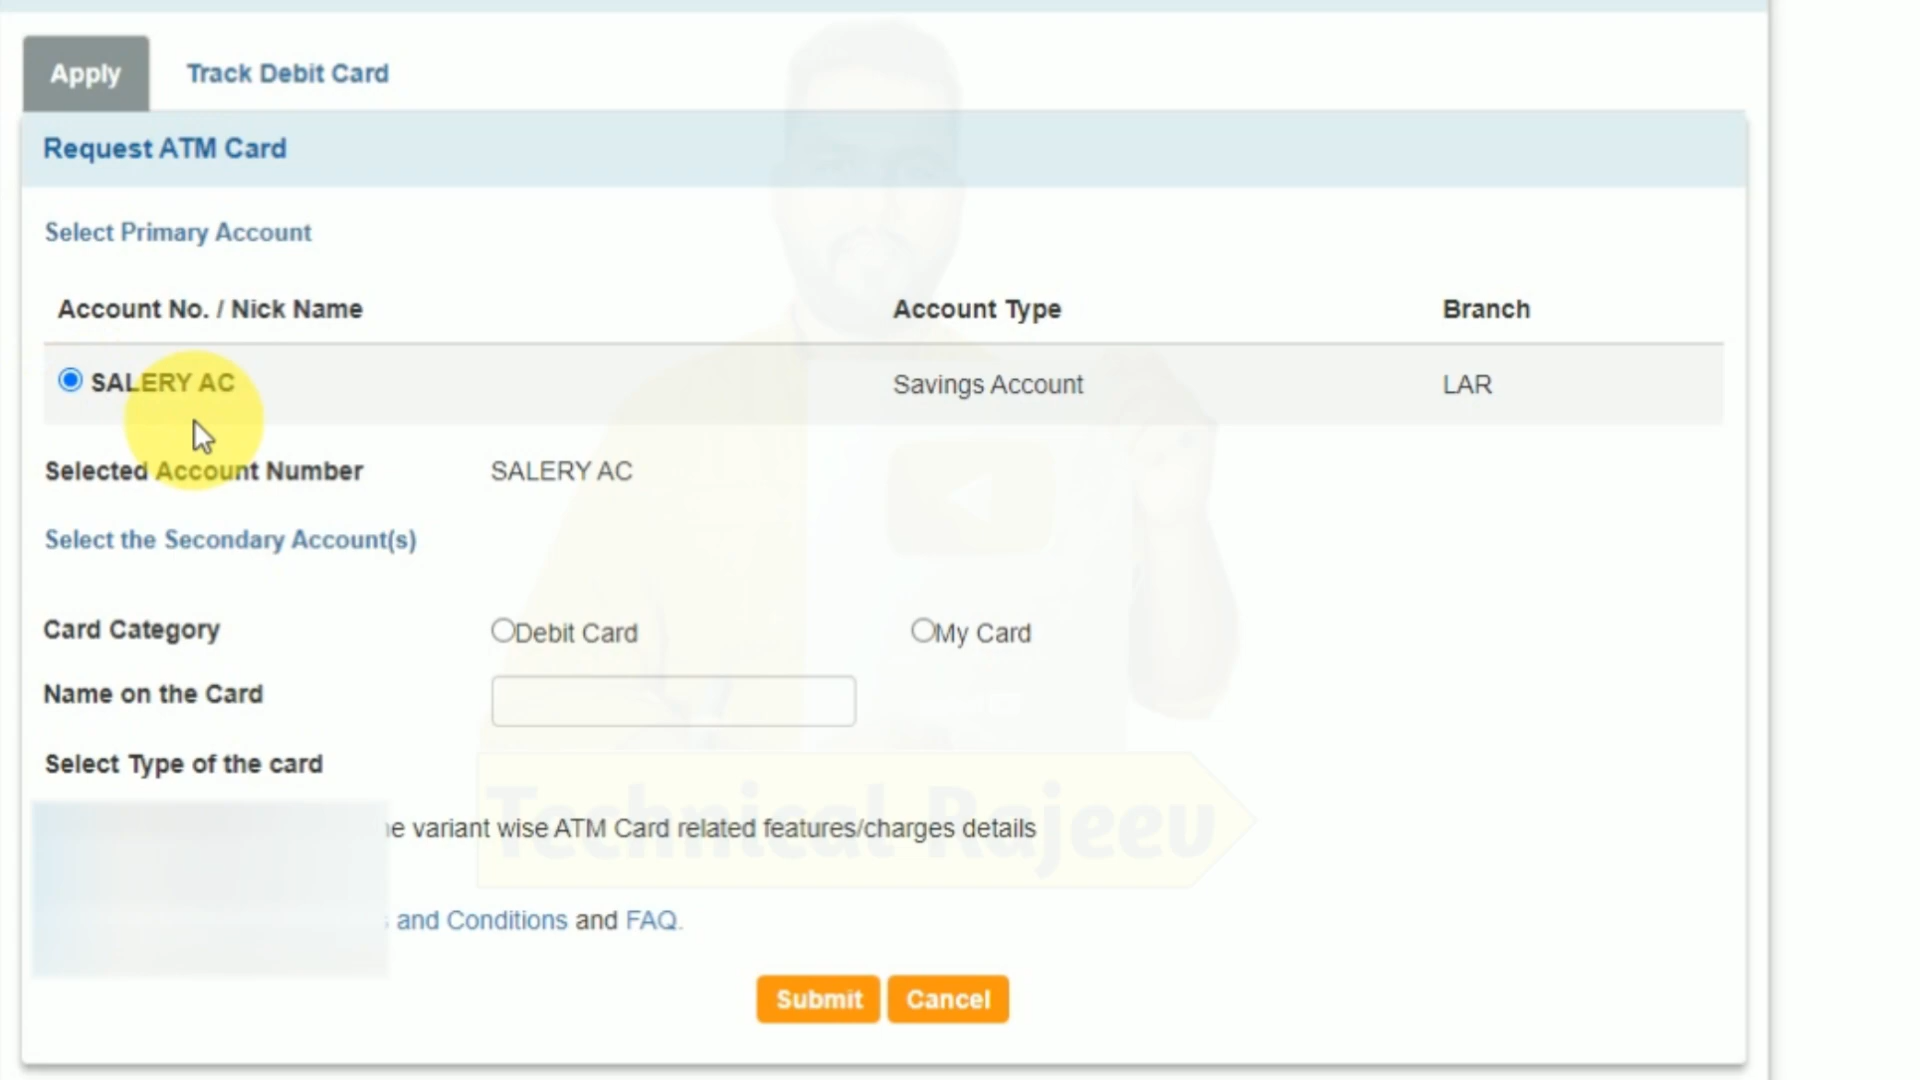 Apply Track Debit Card
Request ATM Card
Select Primary Account
Account No. / Nick Name Account Type Branch
SALERY AC Savings Account LAR
Selected Account Number SALERY AC
Select the Secondary Account(s)
Card Category Debit Card My Card
Name on the Card
Select Type of the card
Technical Rajeev
variant wise ATM Card related features/charges details
and Conditions and FAQ.
Submit Cancel